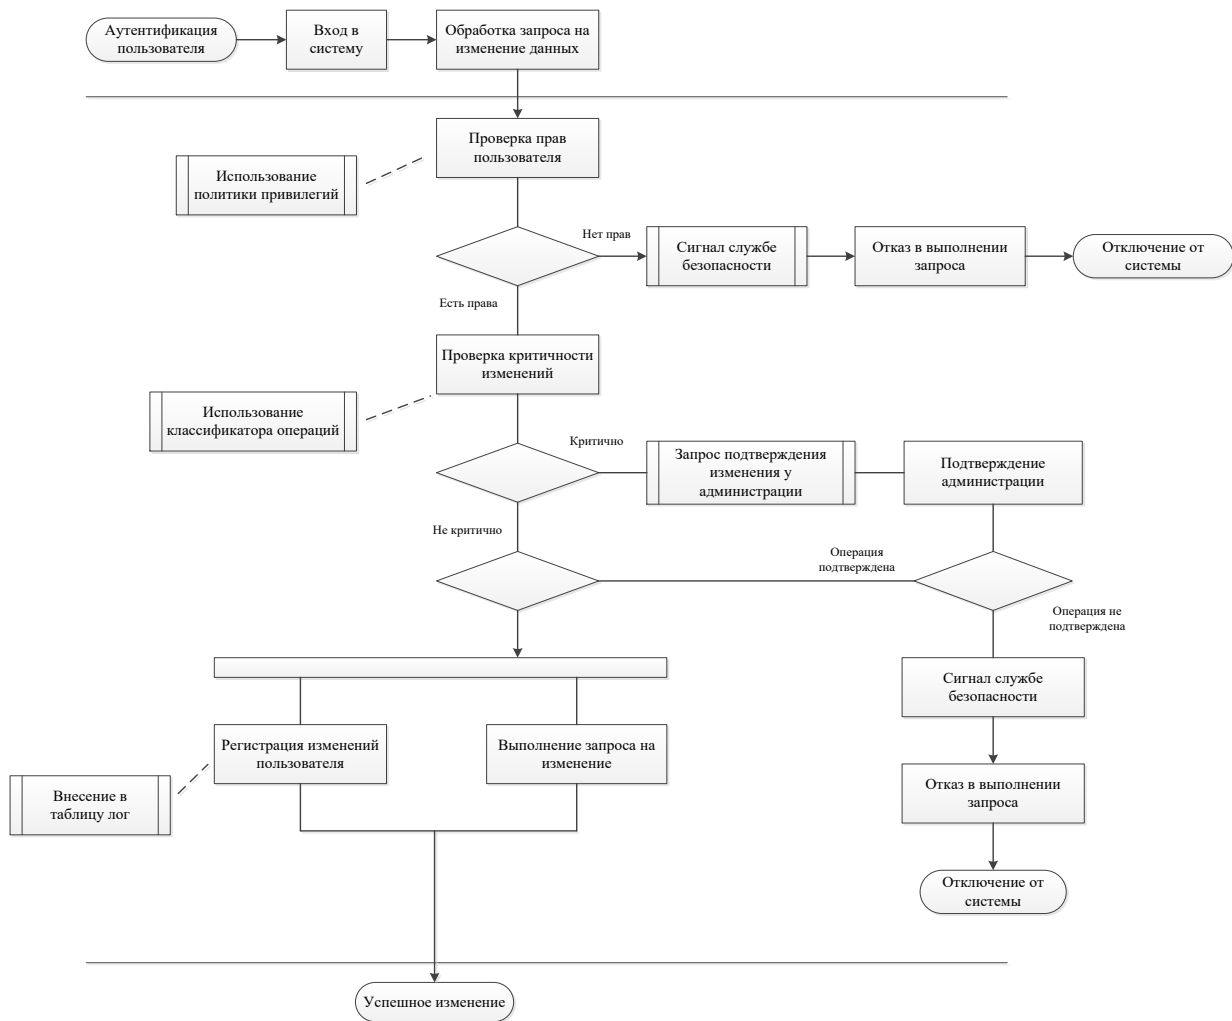 Аутентификация
пользователя
Вход в
систему
Обработка запроса на
изменение данных
Проверка прав
пользователя
Использование
политики привилегий
Нет прав
Сигнал службе
безопасности
Отказ в выполнении
запроса
Отключение от
системы
Есть права
Проверка критичности
изменений
Использование
классификатора операций
Критично
Запрос подтверждения
изменения у
администрации
Подтверждение
администрации
Не критично
Операция
подтверждена
Операция не
подтверждена
Сигнал службе
безопасности
Регистрация изменений
пользователя
Выполнение запроса на
изменение
Внесение в
таблицу лог
Отказ в выполнении
запроса
Отключение от
системы
Успешное изменение